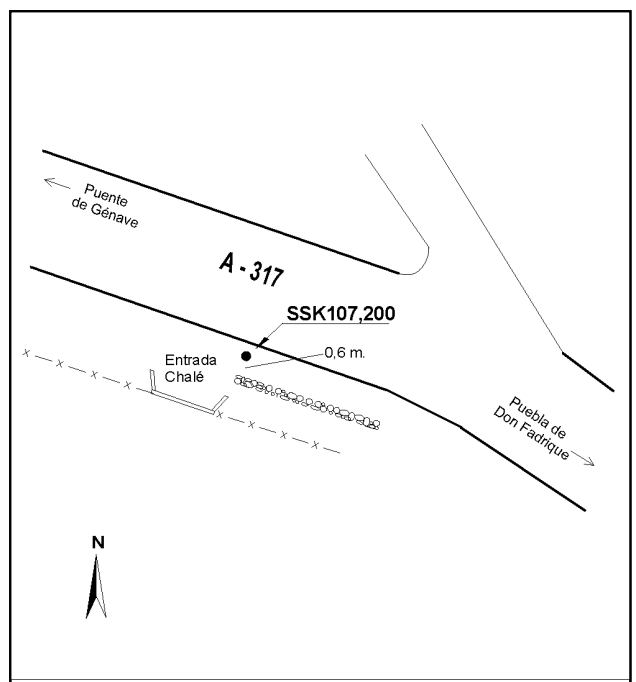 Puente
de Génave
A - 317
SSK107,200
0,6 m.
Entrada
Chalé
Puebla de
Don Fadrique
N